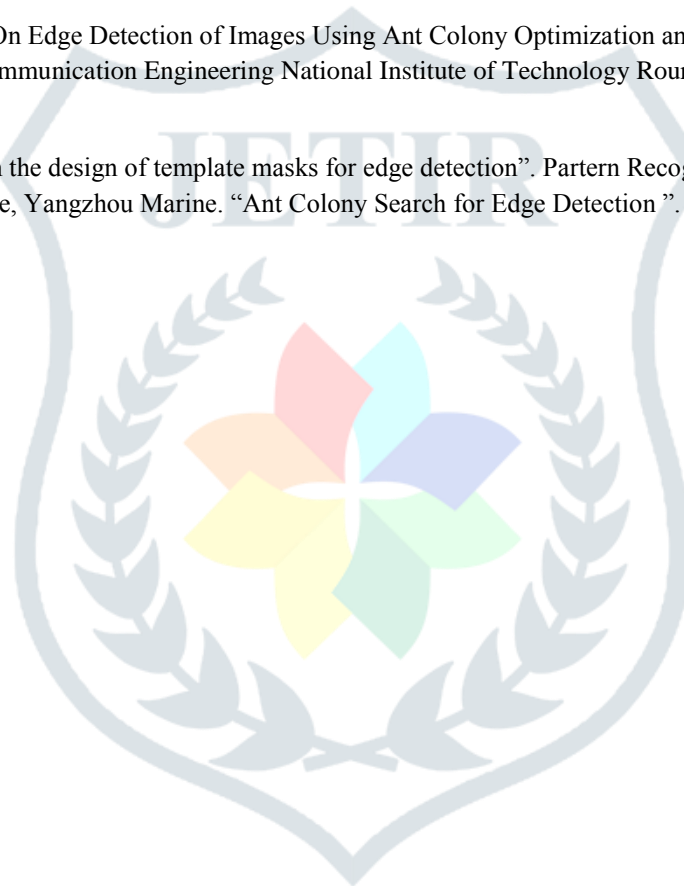 On Edge Detection of Images Using Ant Colony Optimization an
mmunication Engineering National Institute of Technology Rour
the design of template masks for edge detection”. Partern Recog
e, Yangzhou Marine. “Ant Colony Search for Edge Detection ”.
JETIR